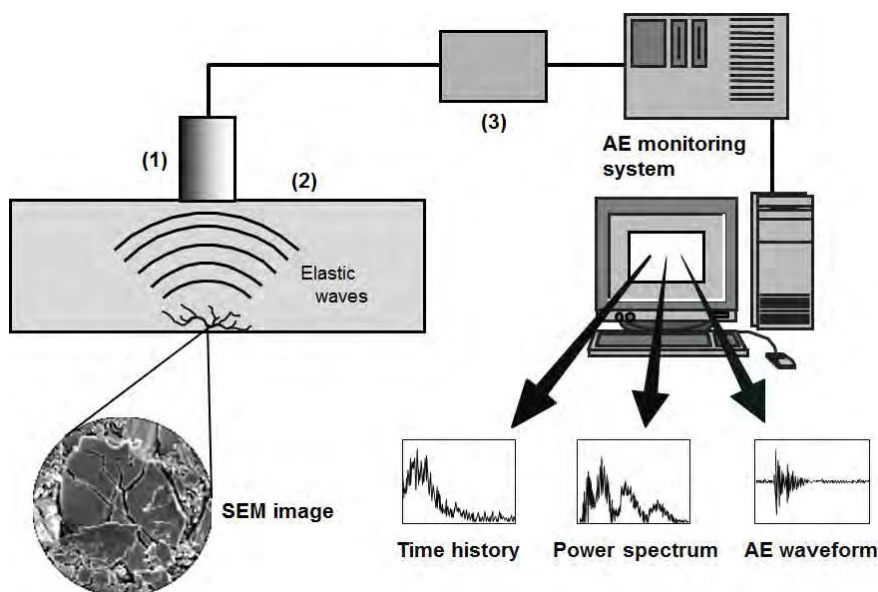 (3)
AE monitoring
system
(1)
(2)
Elastic
waves
SEM image
Time history
Power spectrum
AE waveform